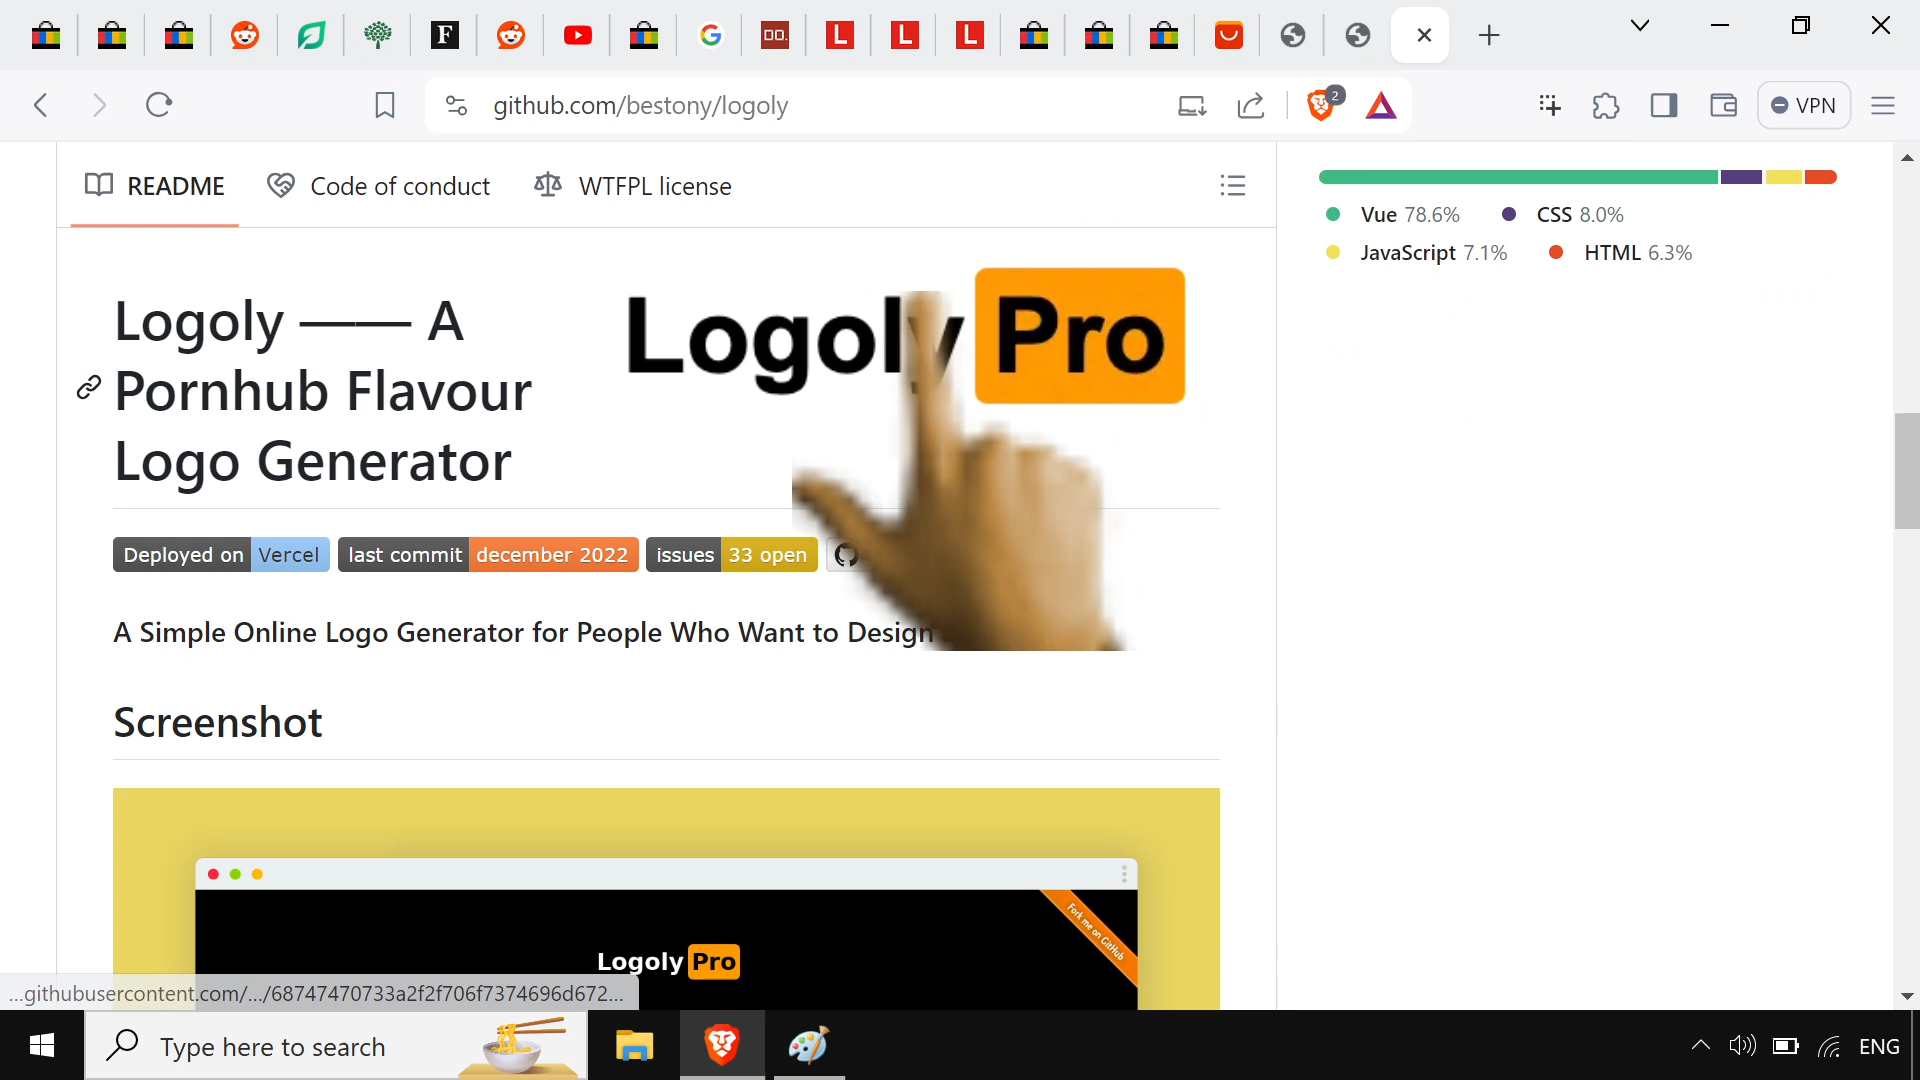 github.com/bestony/logoly
2
VPN
README
Code of conduct
WTFPL license
Vue 78.6%
CSS 8.0%
JavaScript 7.1%
HTML 6.3%
Logoly —— A
Pornhub Flavour
Logo Generator
Logoly Pro
Deployed on Vercel
last commit december 2022
issues 33 open
A Simple Online Logo Generator for People Who Want to Design
Screenshot
Fork me on GitHub
Logoly Pro
...githubusercontent.com/.../68747470733a2f2f706f7374696d672...
Type here to search
ENG